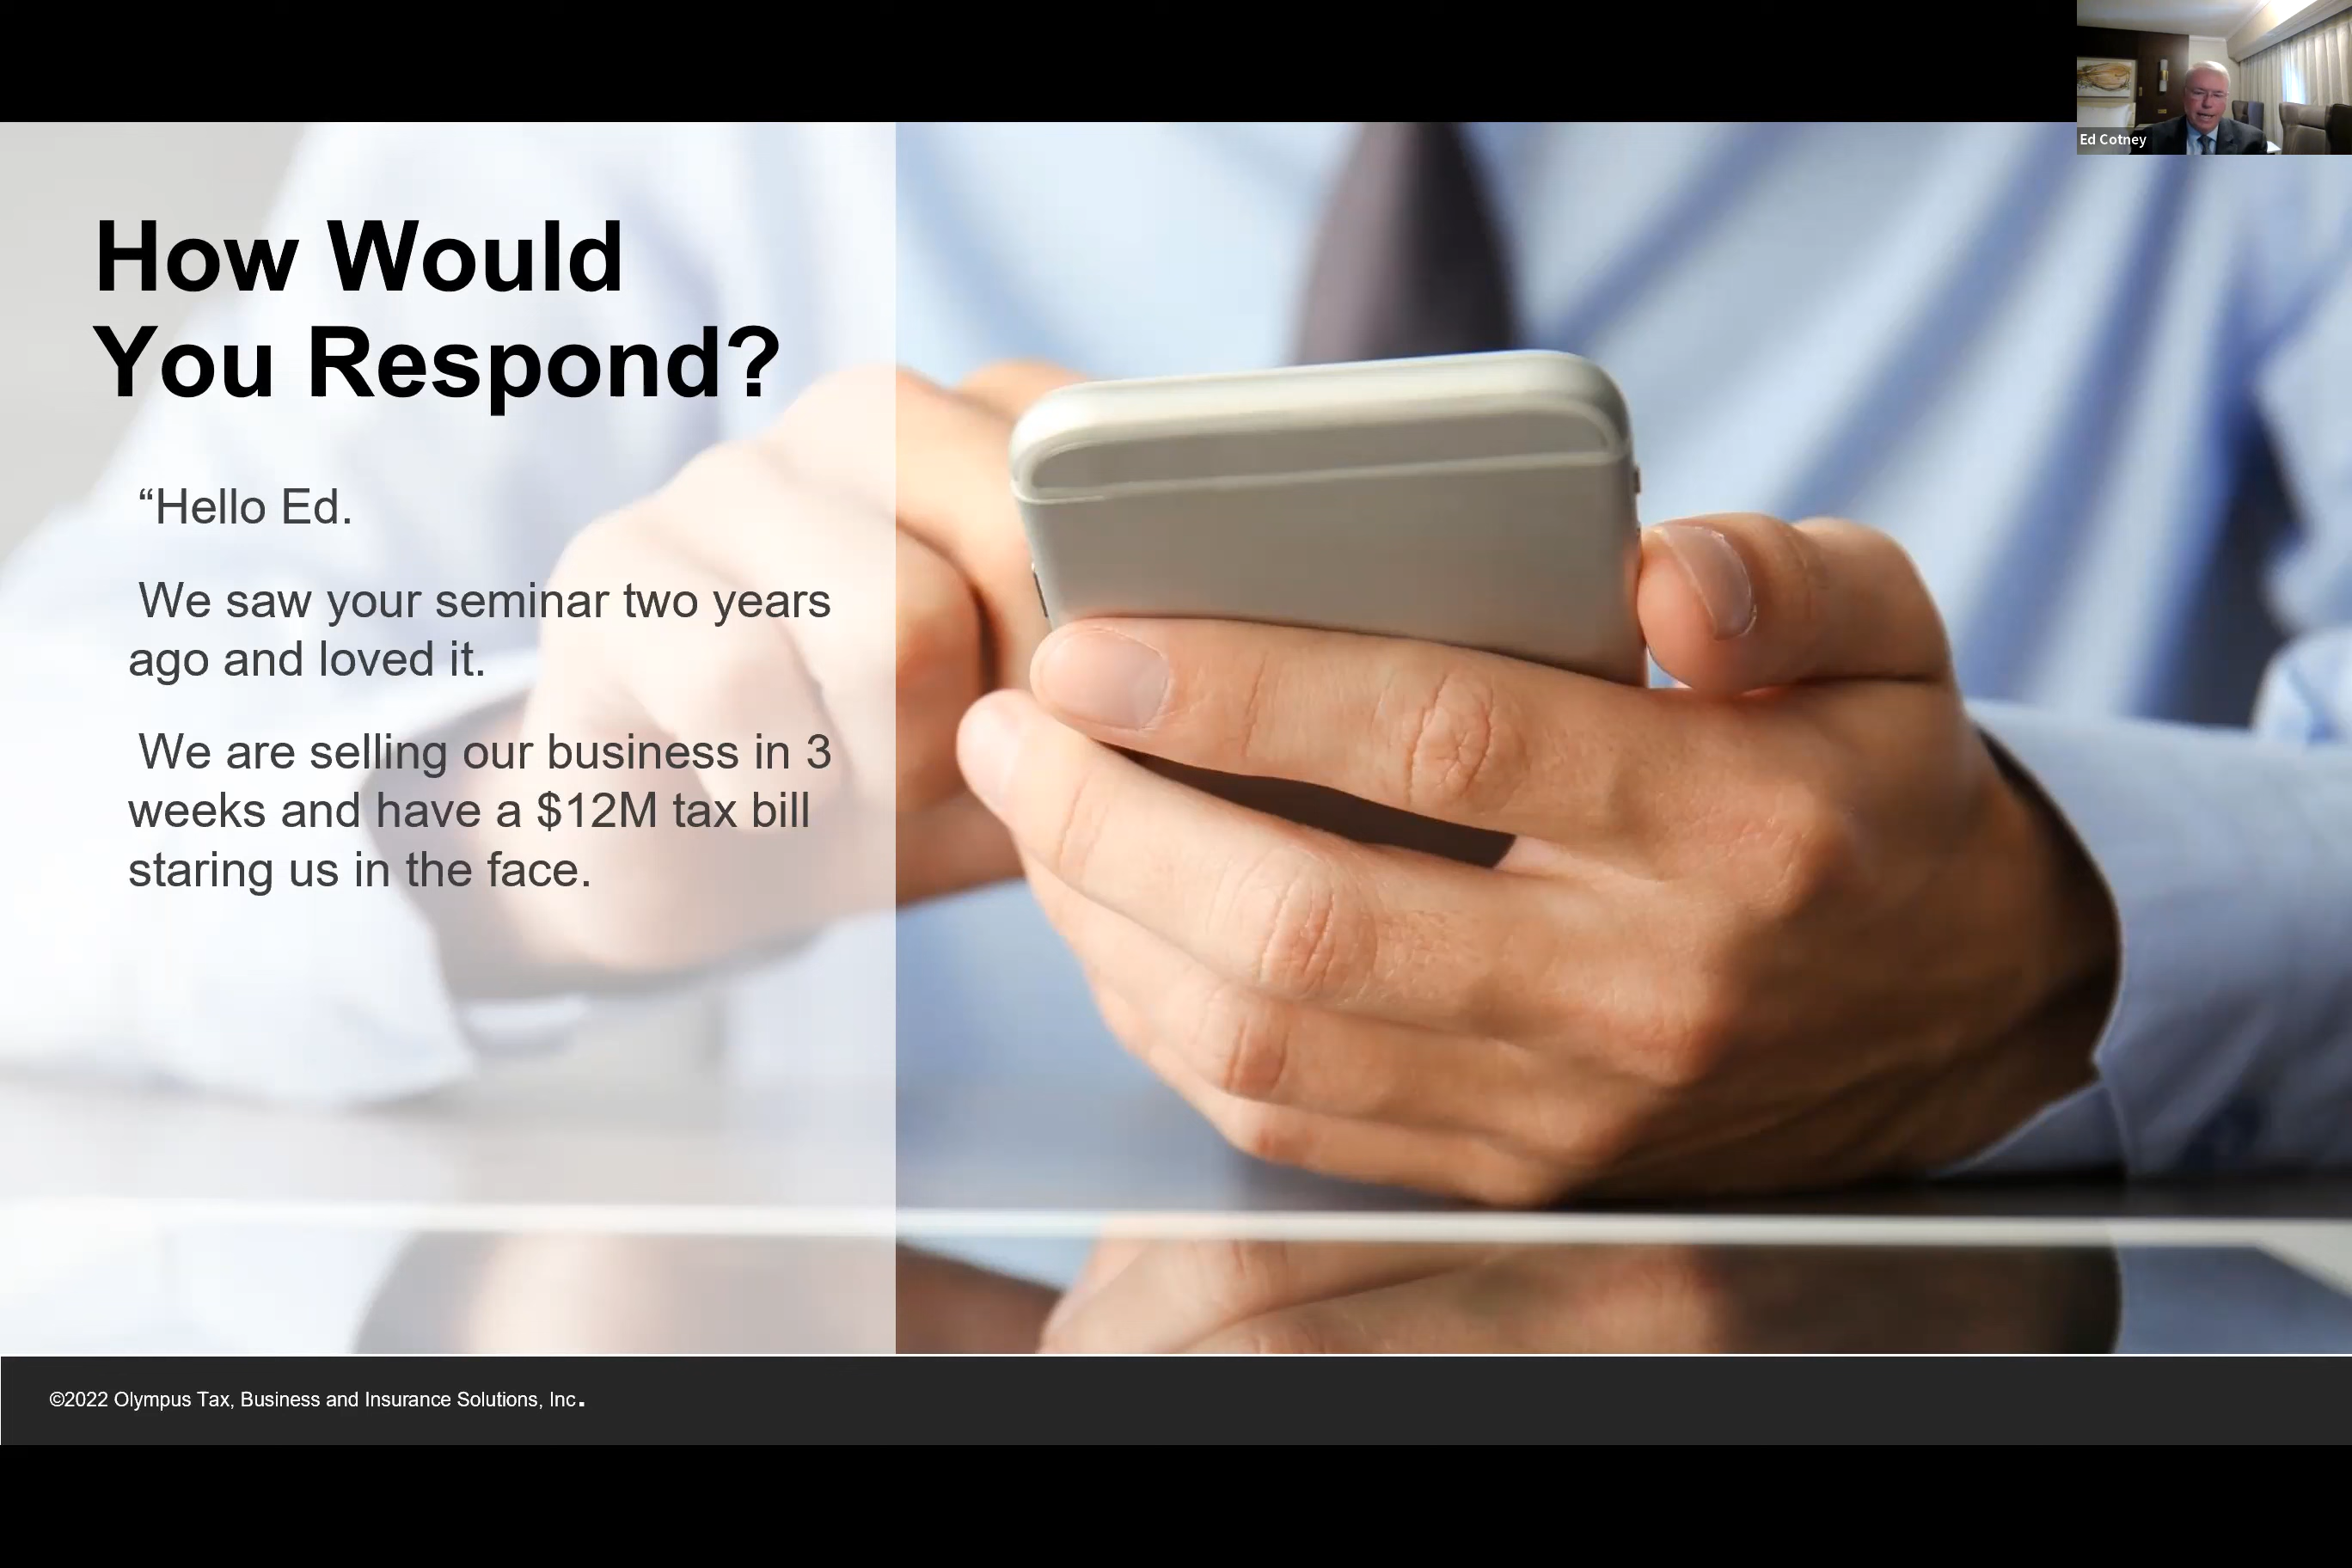 Ed Cotney
How Would
You Respond?
“Hello Ed.
We saw your seminar two years
ago and loved it.
We are selling our business in 3
weeks and have a $12M tax bill
staring us in the face.
©2022 Olympus Tax, Business and Insurance Solutions, Inc.